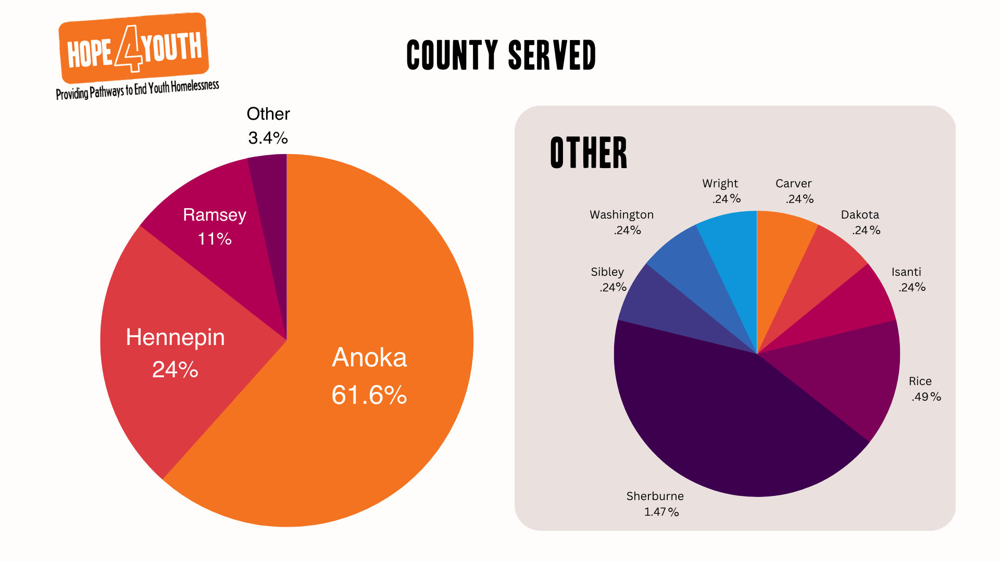 HOPE 4 YOUTH
Providing Pathways to End Youth Homelessness
COUNTY SERVED
Other
3.4%
Ramsey
11%
Hennepin
24%
Anoka
61.6%
OTHER
Wright
.24%
Carver
.24%
Washington
.24%
Dakota
.24%
Sibley
.24%
Isanti
.24%
Rice
.49%
Sherburne
1.47%